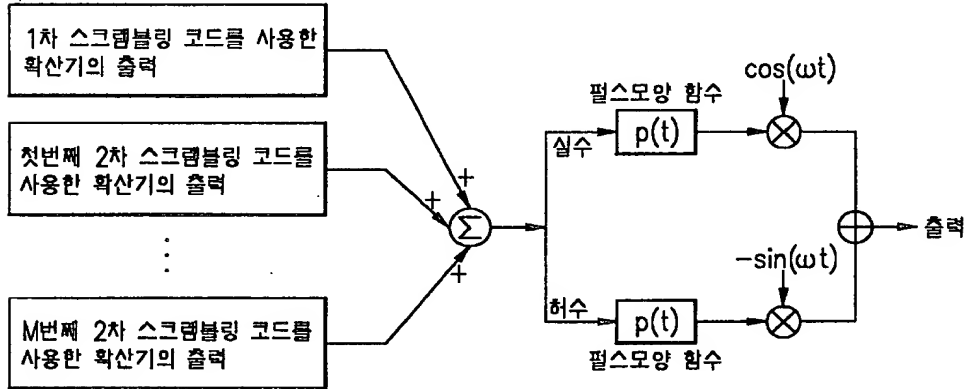 1차 스크램블링 코드를 사용한
확산기의 출력
첫번째 2차 스크램블링 코드를
사용한 확산기의 출력
M번째 2차 스크램블링 코드를
사용한 확산기의 출력
+
+
+
Σ
실수
허수
펄스모양 함수
p(t)
cos(ωt)
-sin(ωt)
p(t)
펄스모양 함수
출력